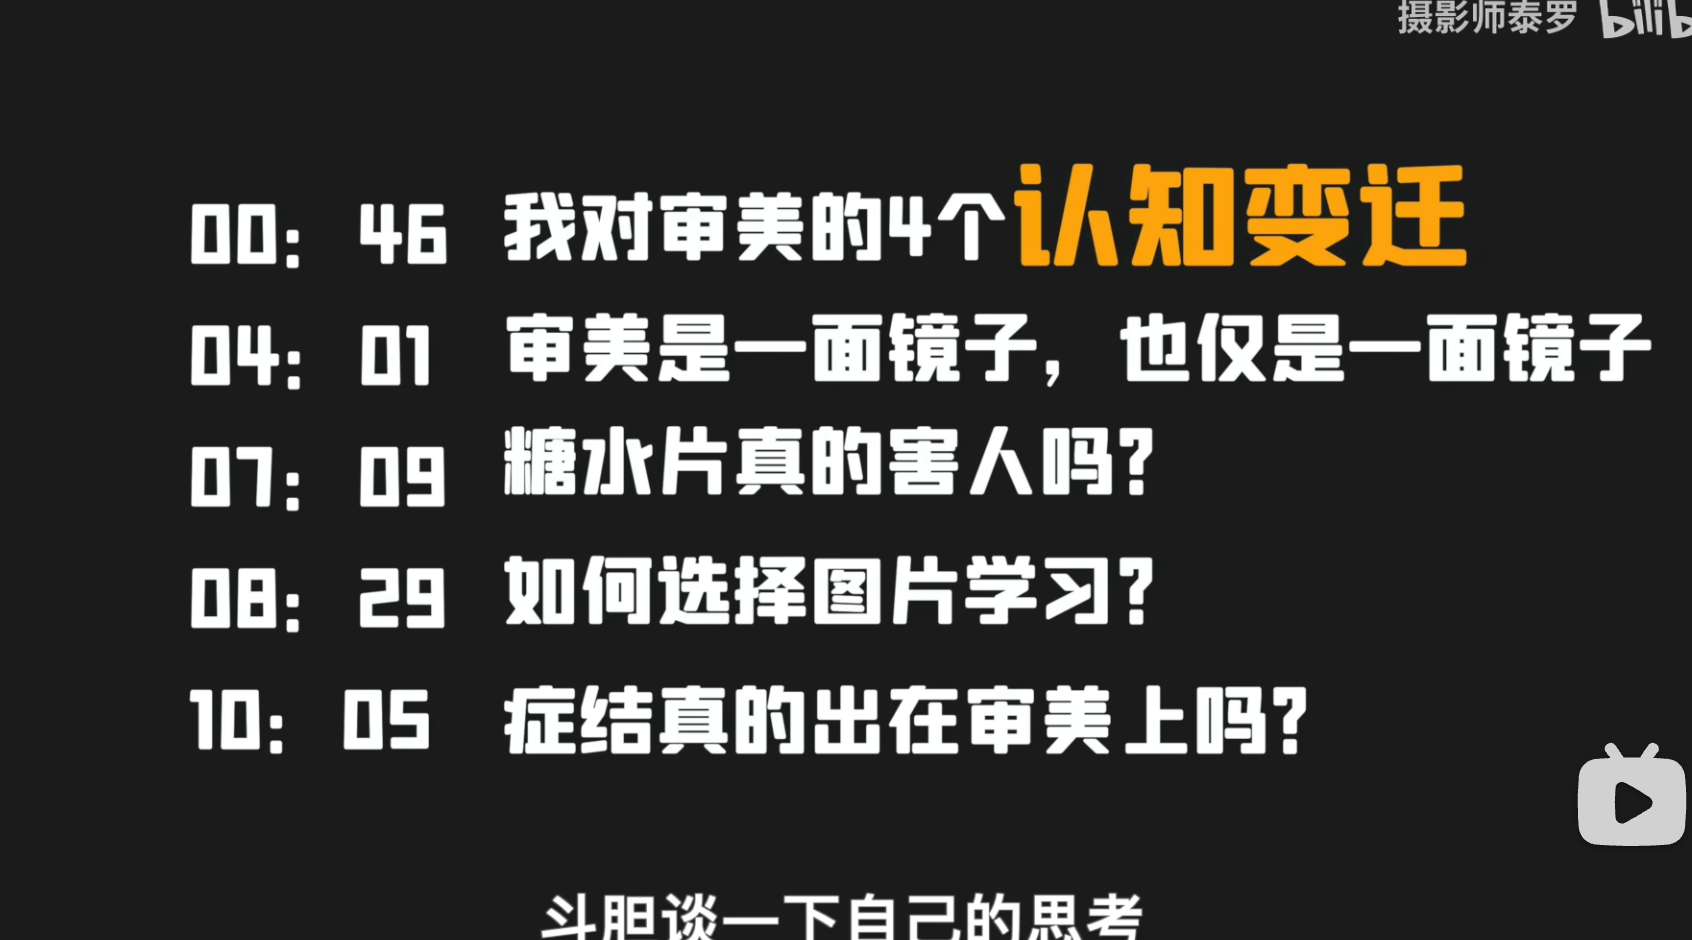 摄影师泰罗 bilib
00: 46 我对审美的4个认知变迁
04: 01 审美是一面镜子，也仅是一面镜子
07: 09 糖水片真的害人吗?
08: 29 如何选择图片学习?
10: 05 症结真的出在审美上吗?
斗胆谈一下自己的思考